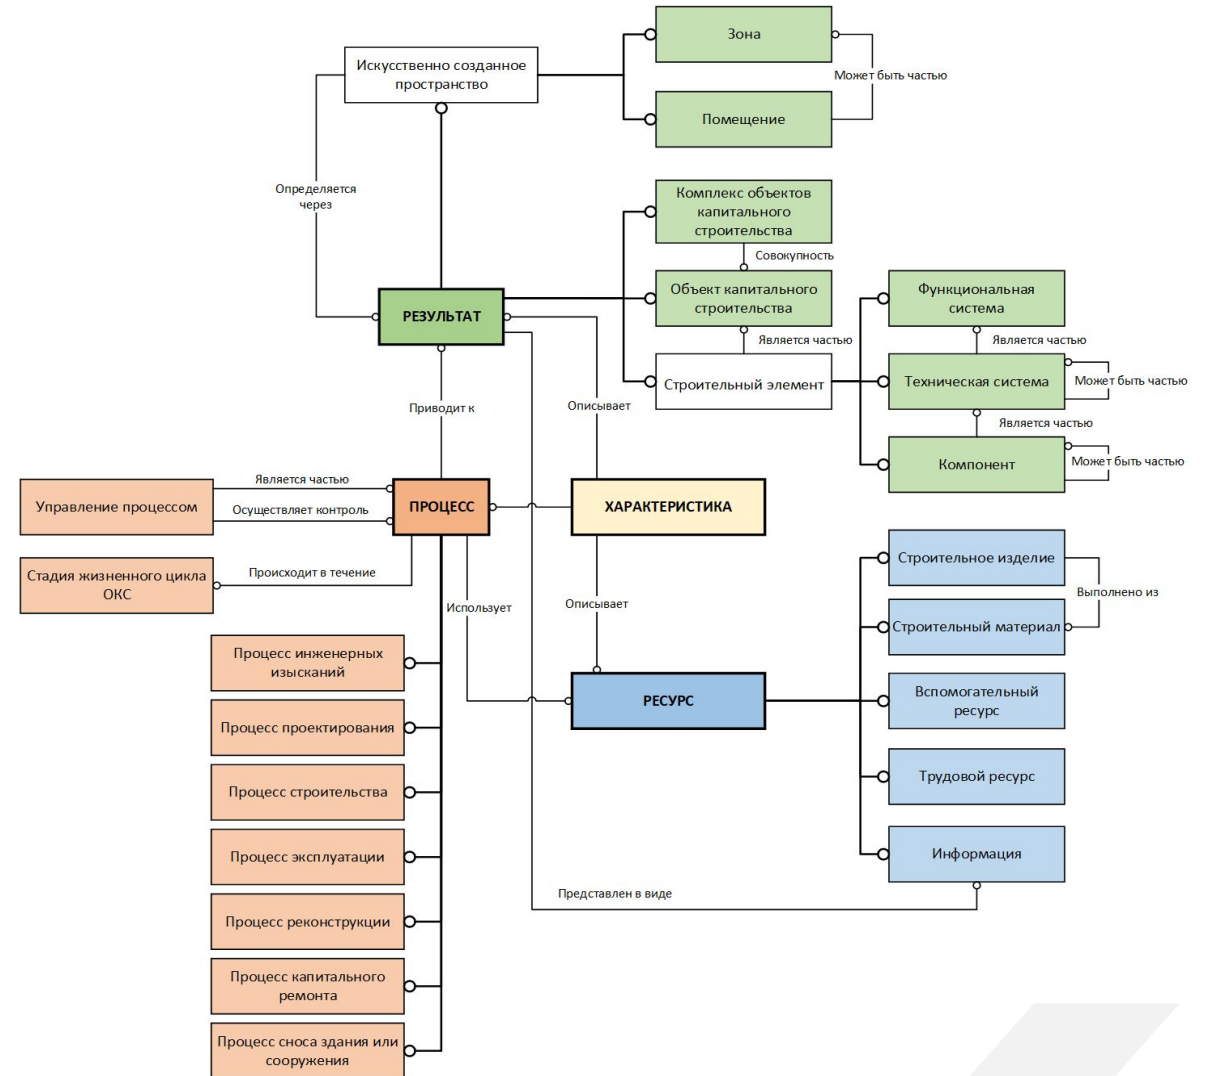 Зона
Искусственно созданное
пространство
Может быть частью
Помещение
Определяется
через
Комплекс объектов
капитального
строительства
Совокупность
Объект капитального
строительства
Функциональная
система
РЕЗУЛЬТАТ
Является частью
Является частью
Строительный элемент
Техническая система
Может быть частью
Приводит к
Описывает
Является частью
Компонент
Может быть частью
Является частью
Управление процессом
ПРОЦЕСС
ХАРАКТЕРИСТИКА
Осуществляет контроль
Стадия жизненного цикла
ОКС
Происходит в течение
Строительное изделие
Использует
Описывает
Выполнено из
Строительный материал
Процесс инженерных
изысканий
РЕСУРС
Вспомогательный
ресурс
Процесс проектирования
Трудовой ресурс
Процесс строительства
Процесс эксплуатации
Информация
Представлен в виде
Процесс реконструкции
Процесс капитального
ремонта
Процесс сноса здания или
сооружения